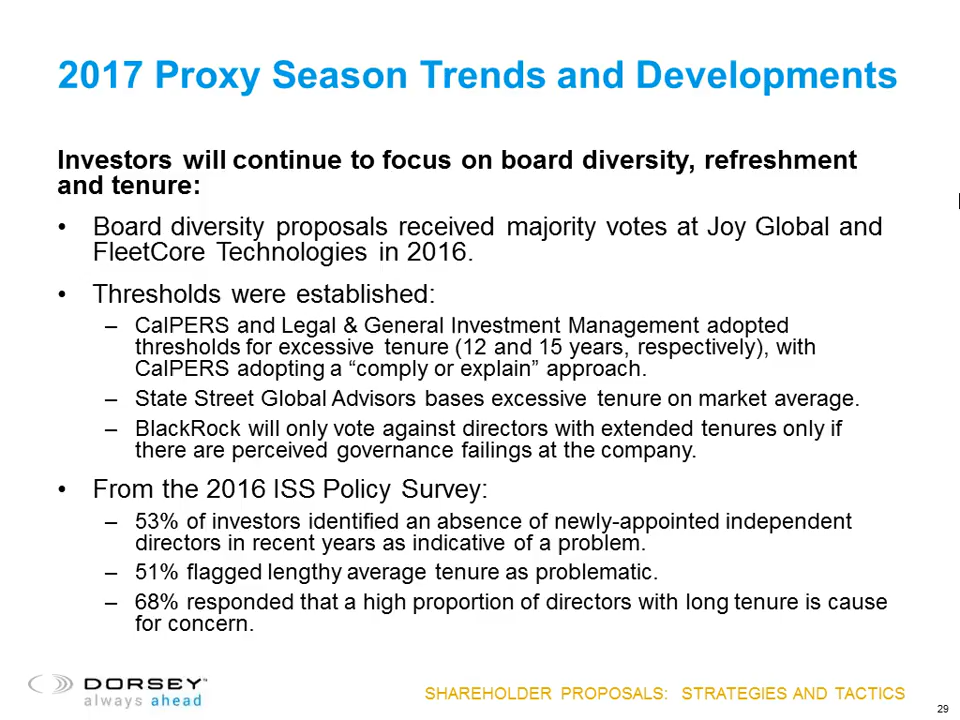 2017 Proxy Season Trends and Developments
Investors will continue to focus on board diversity, refreshment
and tenure:
• Board diversity proposals received majority votes at Joy Global and
FleetCore Technologies in 2016.
• Thresholds were established:
– CalPERS and Legal & General Investment Management adopted
thresholds for excessive tenure (12 and 15 years, respectively), with
CalPERS adopting a “comply or explain” approach.
– State Street Global Advisors bases excessive tenure on market average.
– BlackRock will only vote against directors with extended tenures only if
there are perceived governance failings at the company.
• From the 2016 ISS Policy Survey:
– 53% of investors identified an absence of newly-appointed independent
directors in recent years as indicative of a problem.
– 51% flagged lengthy average tenure as problematic.
– 68% responded that a high proportion of directors with long tenure is cause
for concern.
DORSEY™
always ahead
SHAREHOLDER PROPOSALS: STRATEGIES AND TACTICS
29